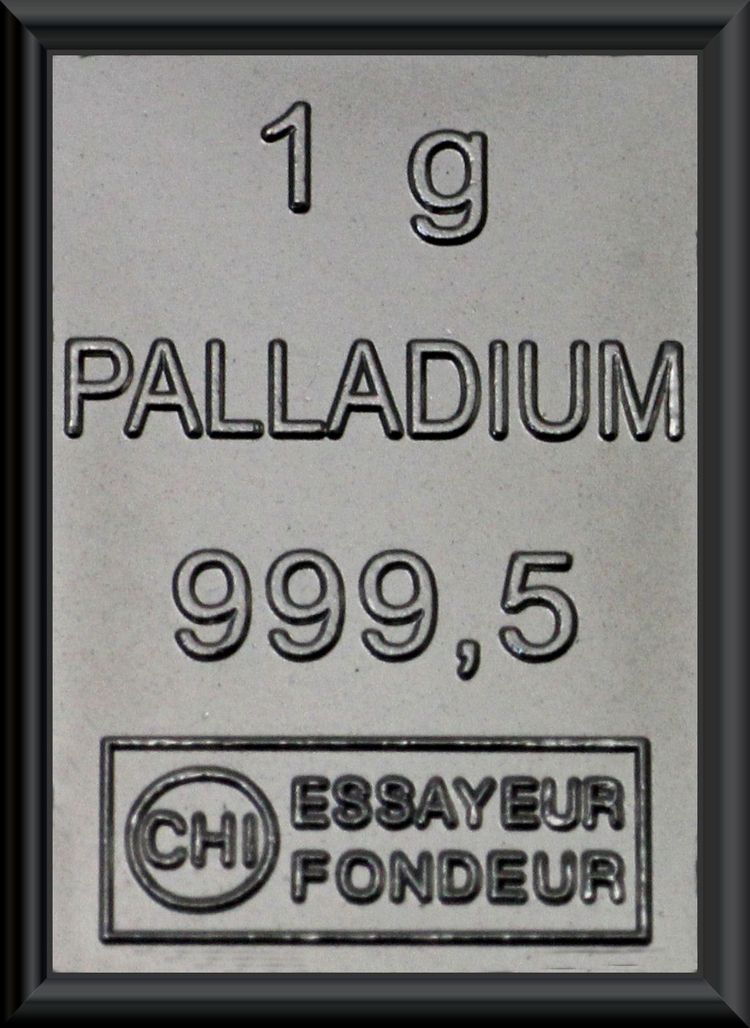 1 g
PALLADIUM
999,5
CHI
ESSAYEUR
FONDEUR